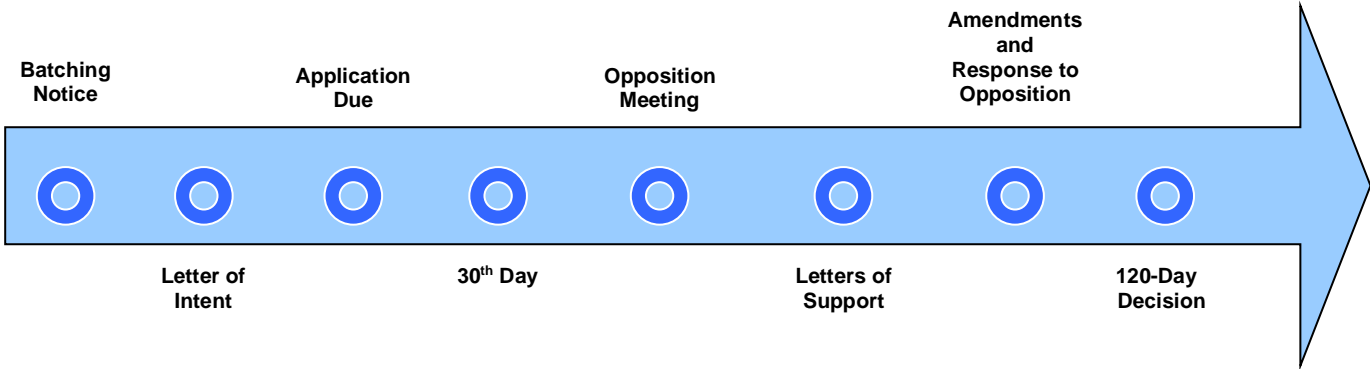 Batching
Notice
Letter of
Intent
Application
Due
30th Day
Opposition
Meeting
Letters of
Support
Amendments
and
Response to
Opposition
120-Day
Decision